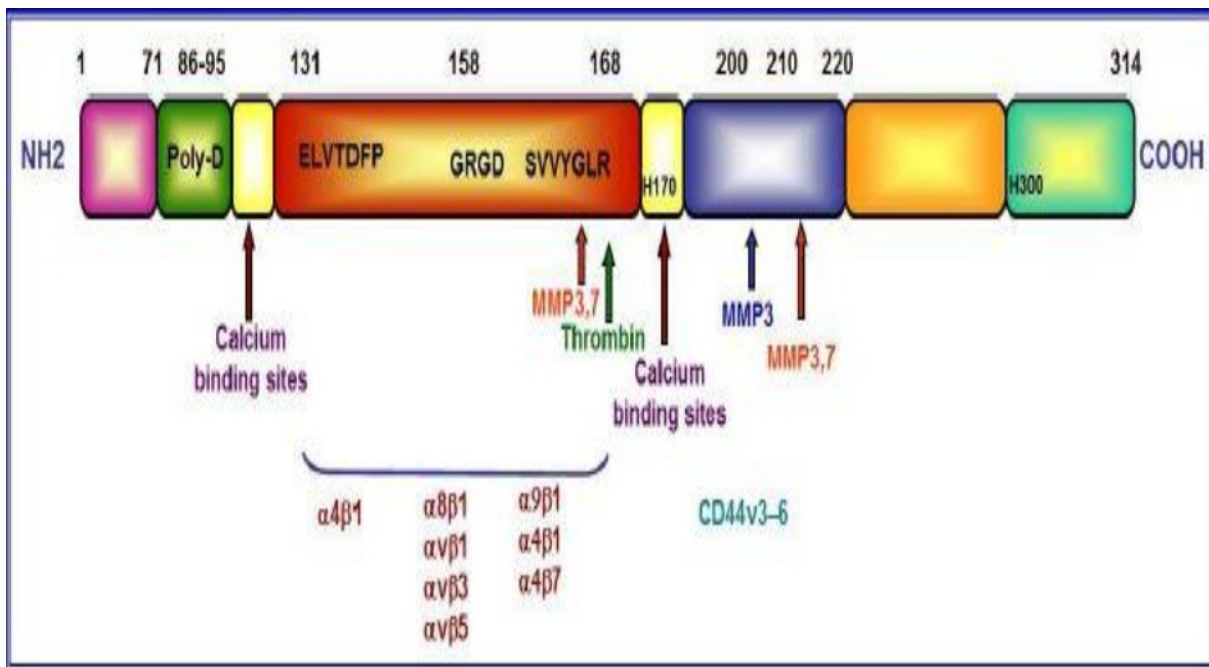 1 71 86-95 131 158 168 200 210 220 314
NH2 Poly-D ELVTDFP GRGD SVVYGLR H170 H300 COOH
MMP3,7
Thrombin
MMP3
MMP3,7
Calcium
binding sites
Calcium
binding sites
α4β1
α8β1
αvβ1
αvβ3
αvβ5
α9β1
α4β1
α4β7
CD44v3–6